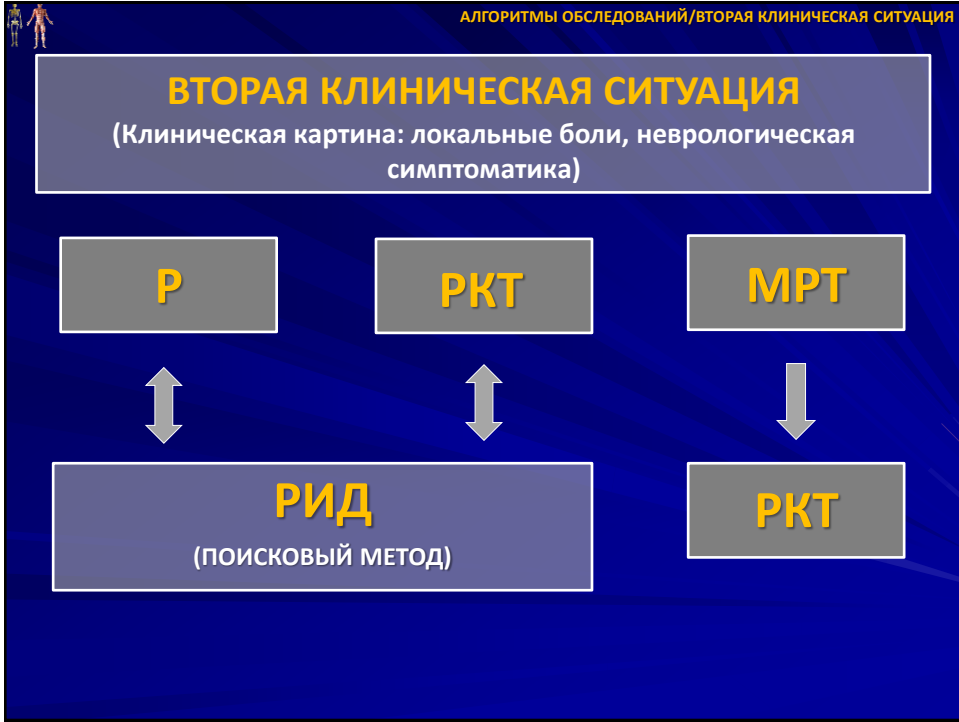 АЛГОРИТМЫ ОБСЛЕДОВАНИЙ/ВТОРАЯ КЛИНИЧЕСКАЯ СИТУАЦИЯ
ВТОРАЯ КЛИНИЧЕСКАЯ СИТУАЦИЯ
(Клиническая картина: локальные боли, неврологическая
симптоматика)
Р
РКТ
МРТ
РИД
(ПОИСКОВЫЙ МЕТОД)
РКТ